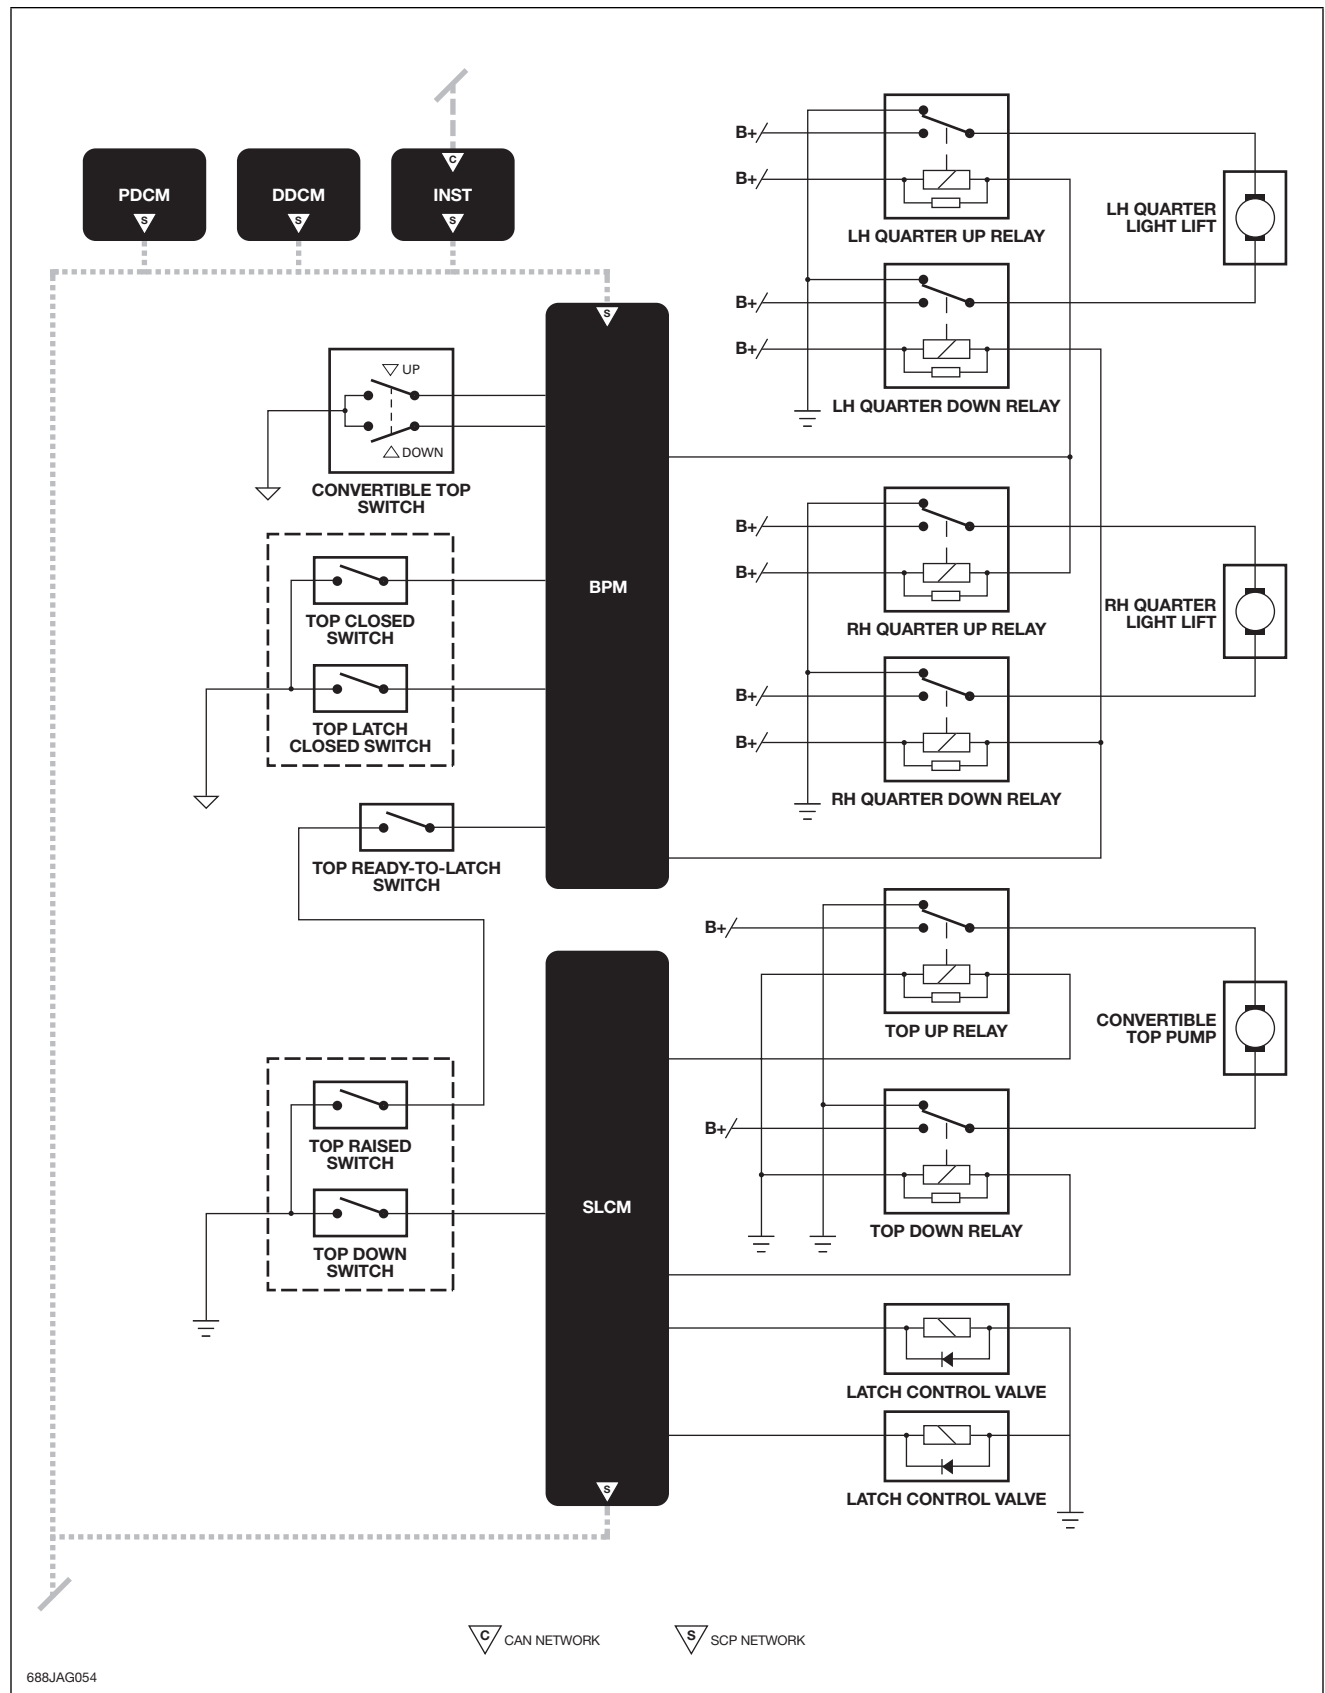 C
PDCM
DDCM
INST
S
S
S
S
B+
B+
LH QUARTER UP RELAY
LH QUARTER
LIGHT LIFT
B+
B+
LH QUARTER DOWN RELAY
UP
DOWN
CONVERTIBLE TOP
SWITCH
TOP CLOSED
SWITCH
TOP LATCH
CLOSED SWITCH
TOP READY-TO-LATCH
SWITCH
BPM
B+
B+
RH QUARTER UP RELAY
RH QUARTER
LIGHT LIFT
B+
B+
RH QUARTER DOWN RELAY
B+
TOP UP RELAY
CONVERTIBLE
TOP PUMP
B+
TOP DOWN RELAY
TOP RAISED
SWITCH
TOP DOWN
SWITCH
SLCM
S
LATCH CONTROL VALVE
LATCH CONTROL VALVE
C CAN NETWORK
S SCP NETWORK
688JAG054